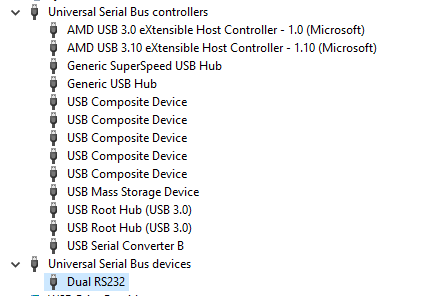 Universal Serial Bus controllers
AMD USB 3.0 eXtensible Host Controller - 1.0 (Microsoft)
AMD USB 3.10 eXtensible Host Controller - 1.10 (Microsoft)
Generic SuperSpeed USB Hub
Generic USB Hub
USB Composite Device
USB Composite Device
USB Composite Device
USB Composite Device
USB Composite Device
USB Mass Storage Device
USB Root Hub (USB 3.0)
USB Root Hub (USB 3.0)
USB Serial Converter B
Universal Serial Bus devices
Dual RS232